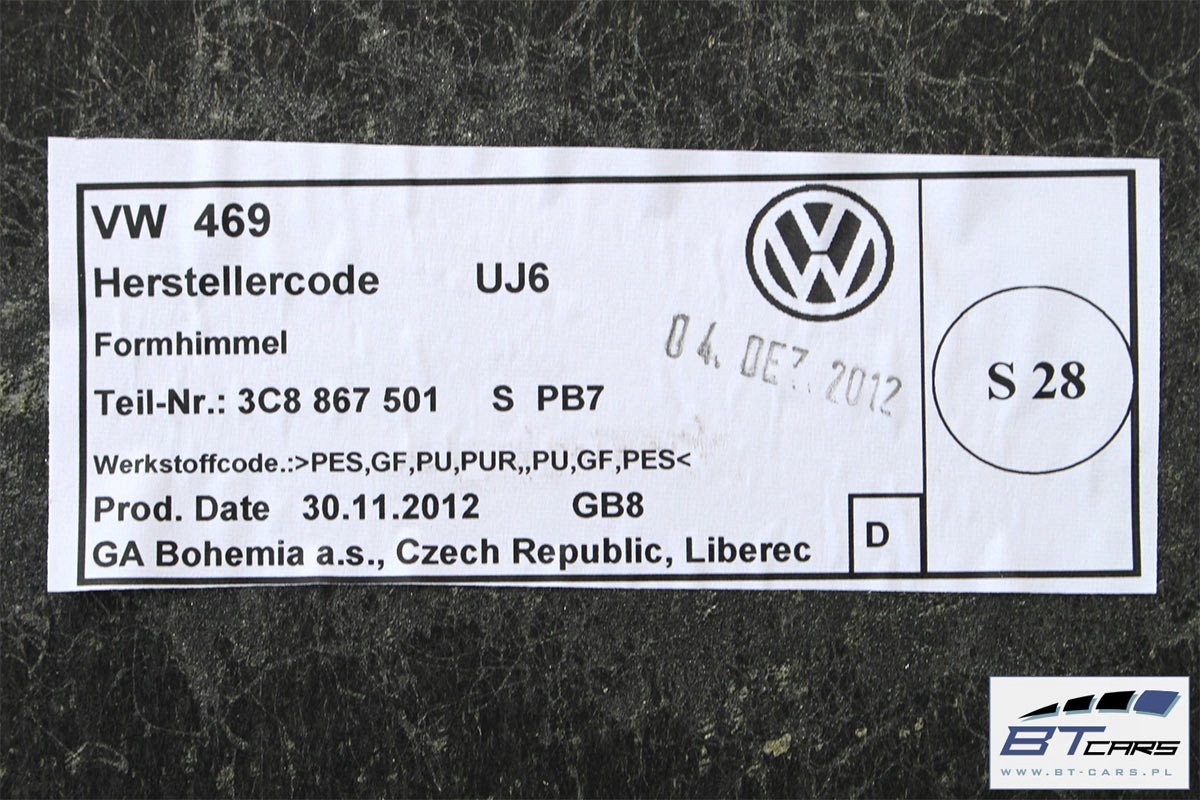 VW 469
Herstellercode UJ6
Formhimmel
04. DEZ. 2012
Teil-Nr.: 3C8 867 501 S PB7
S 28
Werkstoffcode.:>PES,GF,PU,PUR,,PU,GF,PES<
Prod. Date 30.11.2012 GB8
D
GA Bohemia a.s., Czech Republic, Liberec
BT CARS
WWW.BT-CARS.PL